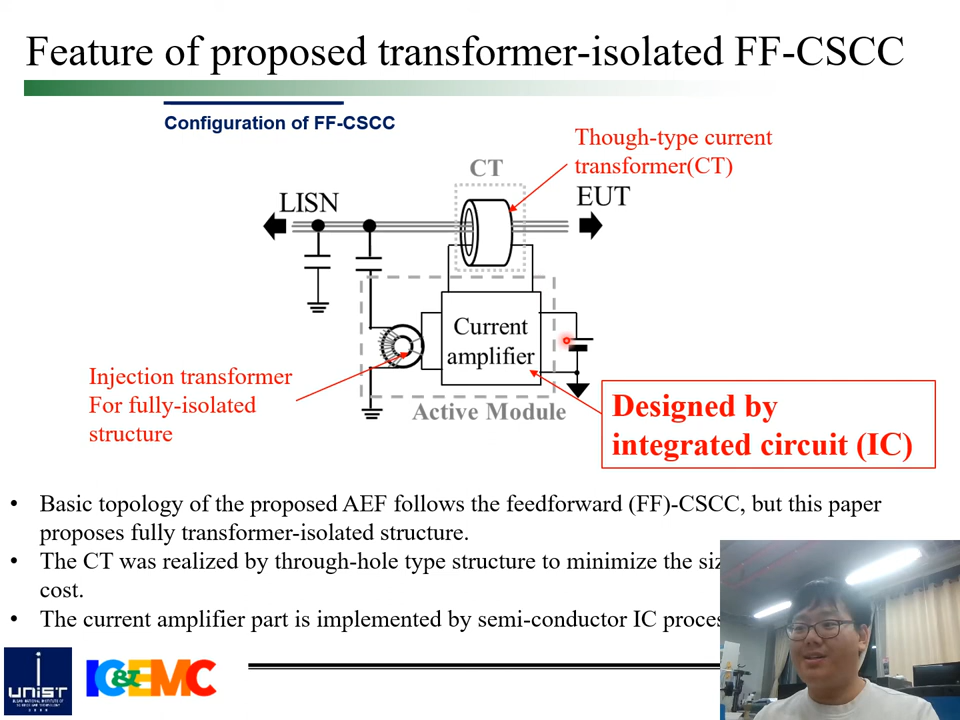 Feature of proposed transformer-isolated FF-CSCC
Configuration of FF-CSCC
Though-type current
transformer(CT)
CT
LISN
EUT
Current
amplifier
Injection transformer
For fully-isolated
structure
Active Module
Designed by
integrated circuit (IC)
• Basic topology of the proposed AEF follows the feedforward (FF)-CSCC, but this paper
proposes fully transformer-isolated structure.
• The CT was realized by through-hole type structure to minimize the
cost.
• The current amplifier part is implemented by semi-conductor IC
UNIST
IC&EMC